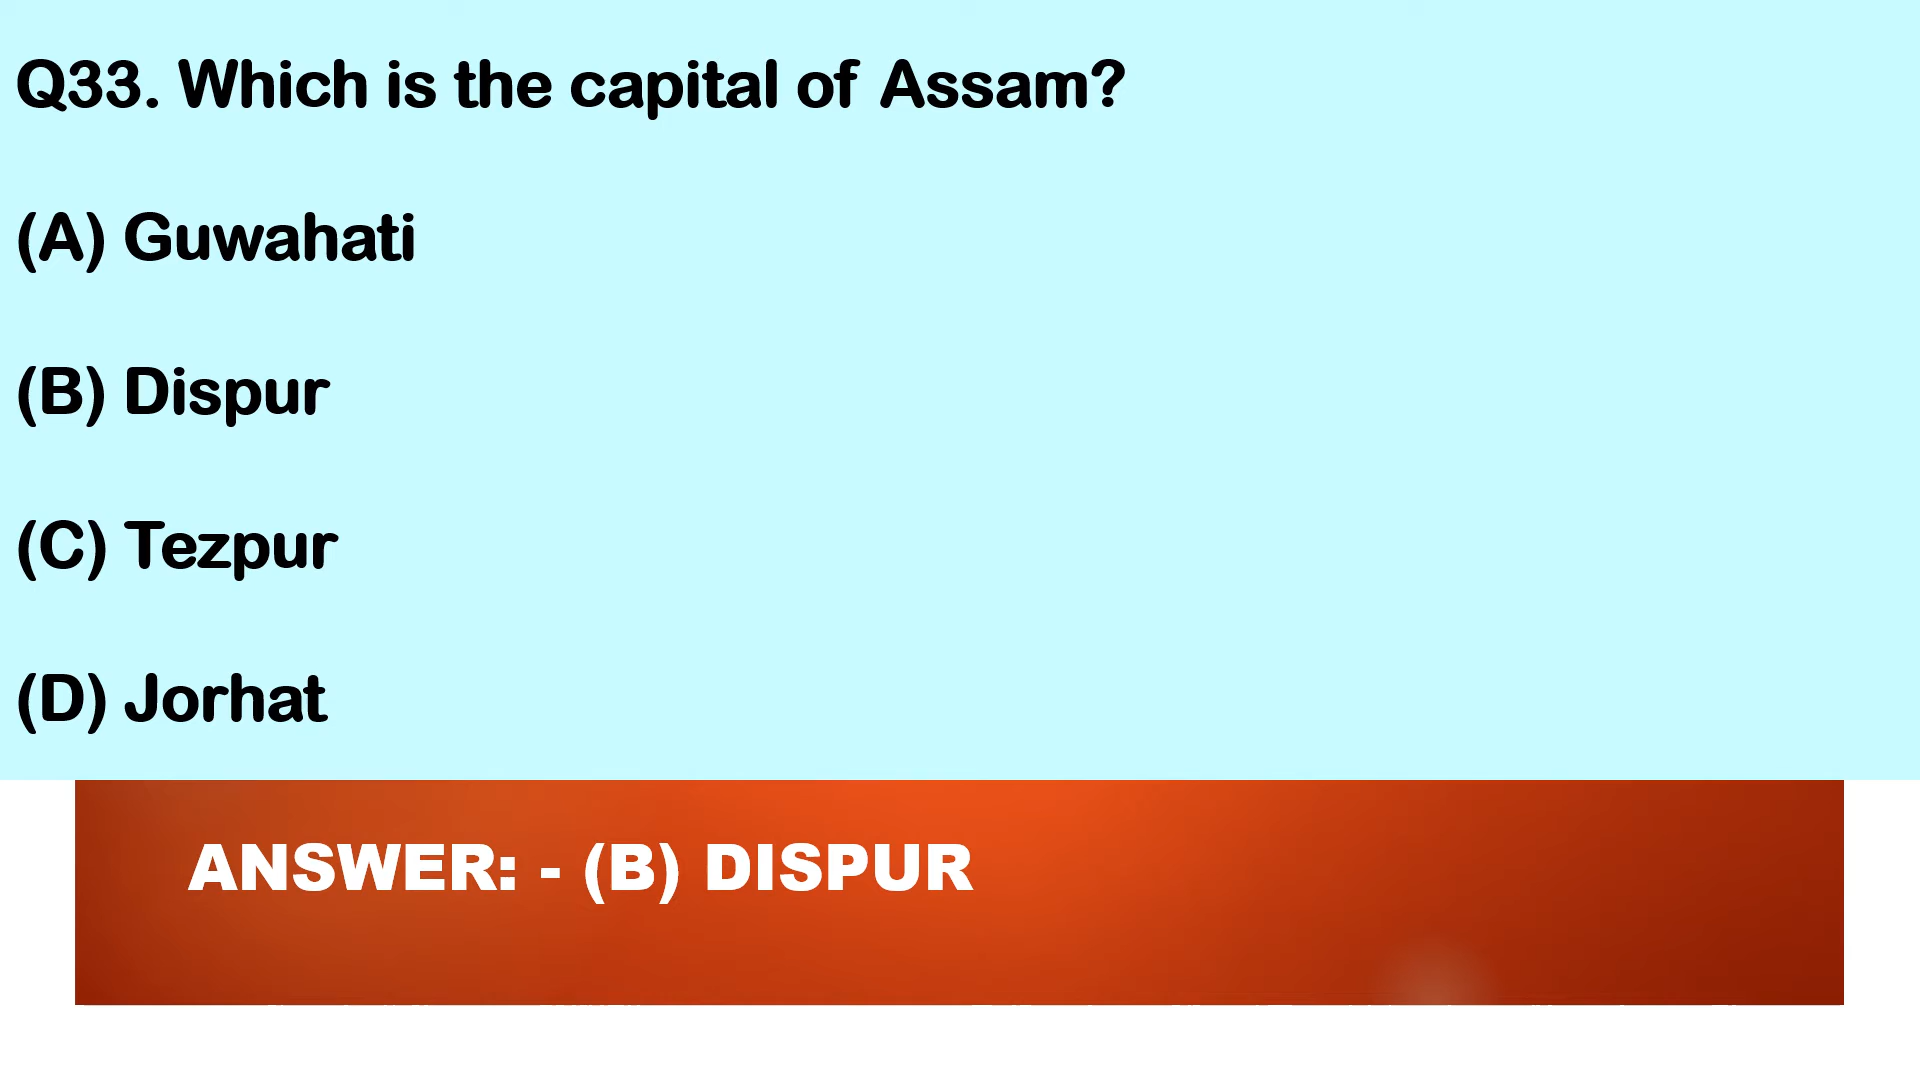 Q33. Which is the capital of Assam?
(A) Guwahati
(B) Dispur
(C) Tezpur
(D) Jorhat
ANSWER: - (B) DISPUR